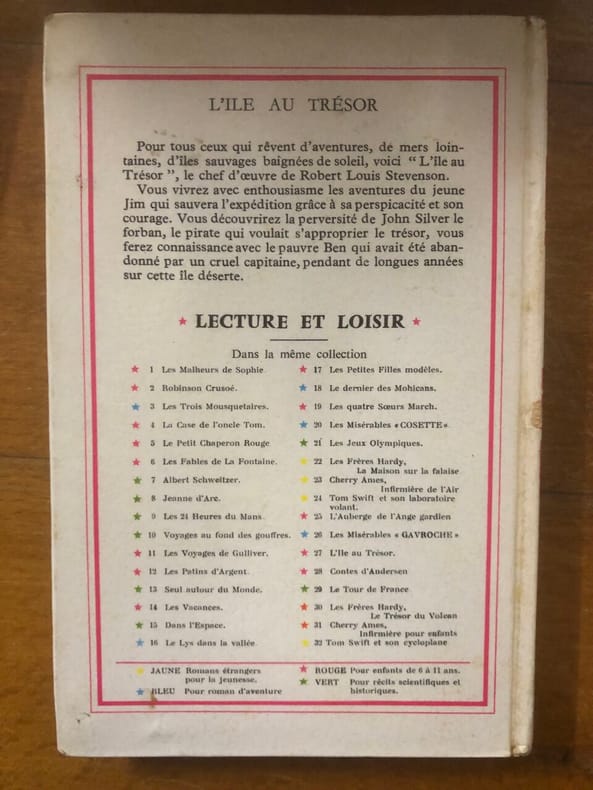 L'ILE AU TRÉSOR
Pour tous ceux qui rêvent d'aventures, de mers loin-
taines, d'îles sauvages baignées de soleil, voici “ L'île au
Trésor ”, le chef d'œuvre de Robert Louis Stevenson.
Vous vivrez avec enthousiasme les aventures du jeune
Jim qui sauvera l'expédition grâce à sa perspicacité et son
courage. Vous découvrirez la perversité de John Silver le
forban, le pirate qui voulait s'approprier le trésor, vous
ferez connaissance avec le pauvre Ben qui avait été aban-
donné par un cruel capitaine, pendant de longues années
sur cette île déserte.
★ LECTURE ET LOISIR ★
Dans la même collection
★ 1 Les Malheurs de Sophie
★ 2 Robinson Crusoé.
★ 3 Les Trois Mousquetaires.
★ 4 La Case de l'oncle Tom.
★ 5 Le Petit Chaperon Rouge
★ 6 Les Fables de La Fontaine.
★ 7 Albert Schweitzer.
★ 8 Jeanne d'Arc.
★ 9 Les 24 Heures du Mans
★ 10 Voyages au fond des gouffres.
★ 11 Les Voyages de Gulliver.
★ 12 Les Patins d'Argent
★ 13 Seul autour du Monde.
★ 14 Les Vacances.
★ 15 Dans l'Espace.
★ 16 Le Lys dans la vallée
★ 17 Les Petites Filles modèles.
★ 18 Le dernier des Mohicans.
★ 19 Les quatre Sœurs March.
★ 20 Les Misérables «COSETTE»
★ 21 Les Jeux Olympiques.
★ 22 Les Frères Hardy,
La Maison sur la falaise
★ 23 Cherry Ames,
Infirmière de l'Air
★ 24 Tom Swift et son laboratoire
volant.
★ 25 L'Auberge de l'Ange gardien
★ 26 Les Misérables « GAVROCHE »
★ 27 L'Ile au Trésor.
★ 28 Contes d'Andersen
★ 29 Le Tour de France
★ 30 Les Frères Hardy,
Le Trésor du Volcan
★ 31 Cherry Ames,
Infirmière pour enfants
★ 32 Tom Swift et son cycloplane
★ JAUNE Romans étrangers
pour la jeunesse.
★ BLEU Pour roman d'aventure
★ ROUGE Pour enfants de 6 à 11 ans.
★ VERT Pour récits scientifiques et
historiques.